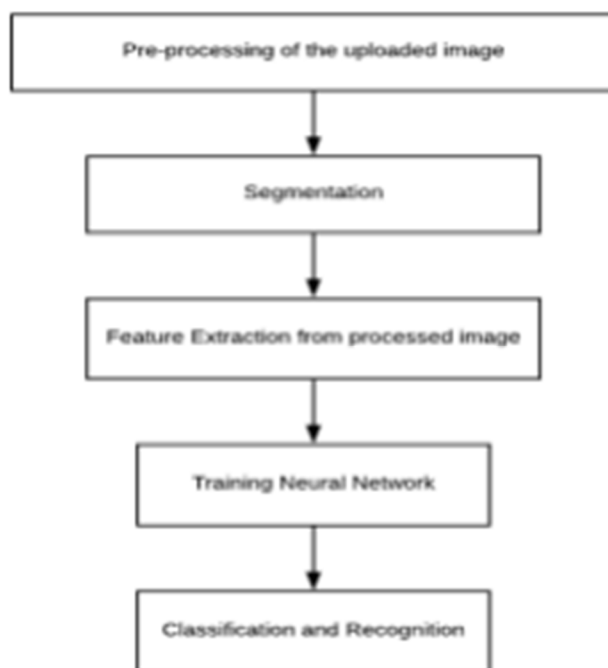 Pre-processing of the uploaded image
Segmentation
Feature Extraction from processed image
Training Neural Network
Classification and Recognition